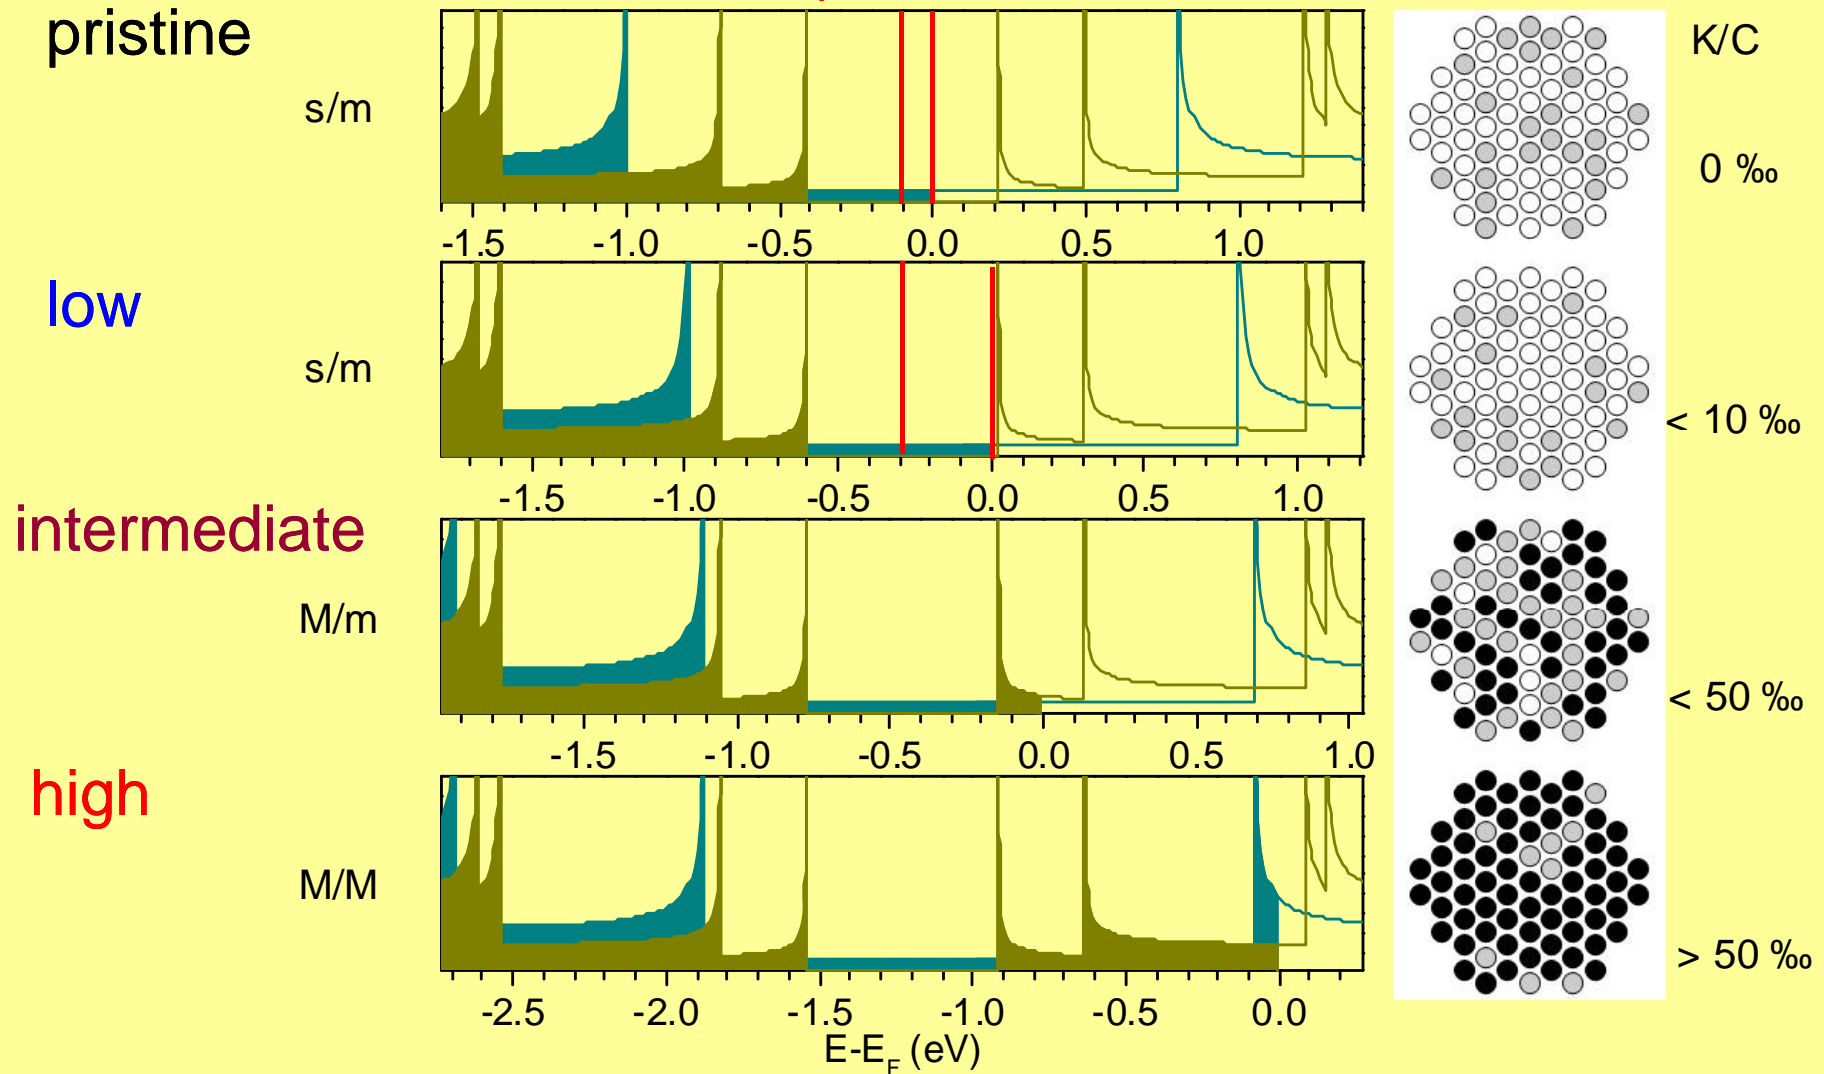 pristine
K/C
s/m
0 ‰
-1.5 -1.0 -0.5 0.0 0.5 1.0
low
s/m
< 10 ‰
-1.5 -1.0 -0.5 0.0 0.5 1.0
intermediate
M/m
< 50 ‰
-1.5 -1.0 -0.5 0.0 0.5 1.0
high
M/M
> 50 ‰
-2.5 -2.0 -1.5 -1.0 -0.5 0.0
E-E_F (eV)